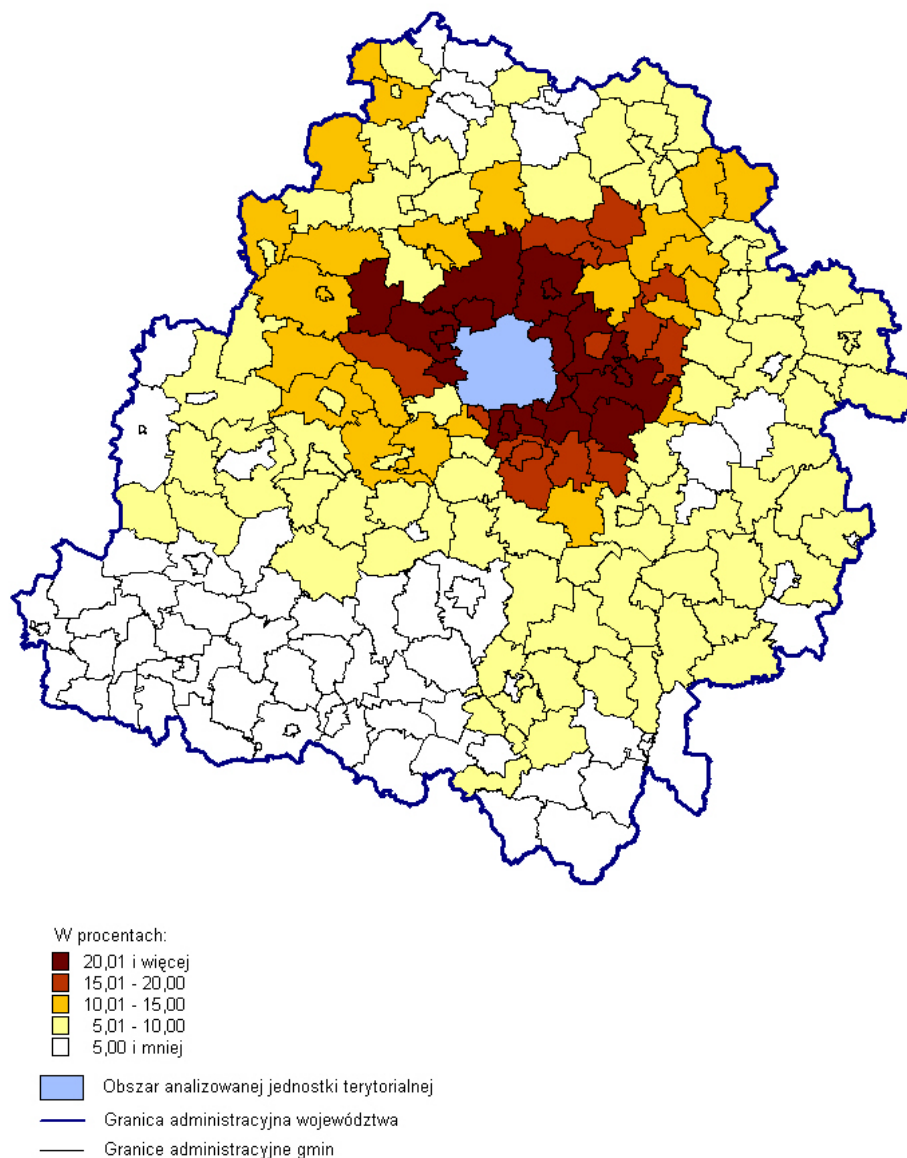 W procentach:
20,01 i więcej
15,01 - 20,00
10,01 - 15,00
5,01 - 10,00
5,00 i mniej
Obszar analizowanej jednostki terytorialnej
Granica administracyjna województwa
Granice administracyjne gmin